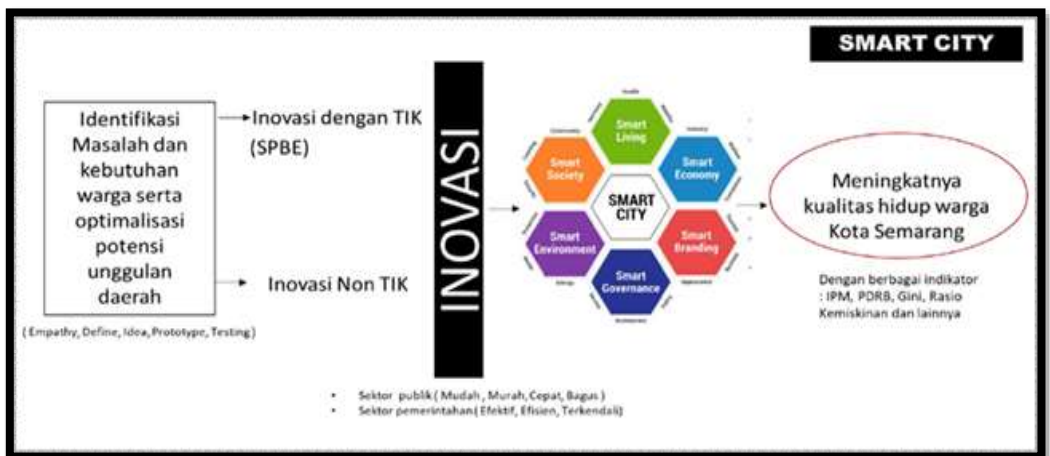 SMART CITY
Identifikasi
Masalah dan
kebutuhan
warga serta
optimalisasi
potensi
unggulan
daerah
( Empathy, Define, Idea, Prototype, Testing )
Inovasi dengan TIK
(SPBE)
Inovasi Non TIK
INOVASI
Smart
Living
Smart
Society
Smart
Economy
SMART
CITY
Smart
Environment
Smart
Branding
Smart
Governance
Meningkatnya
kualitas hidup warga
Kota Semarang
Dengan berbagai indikator
: IPM, PDRB, Gini, Rasio
Kemiskinan dan lainnya
• Sektor publik ( Mudah , Murah, Cepat, Bagus )
• Sektor pemerintahan( Efektif, Efisien, Terkendali)